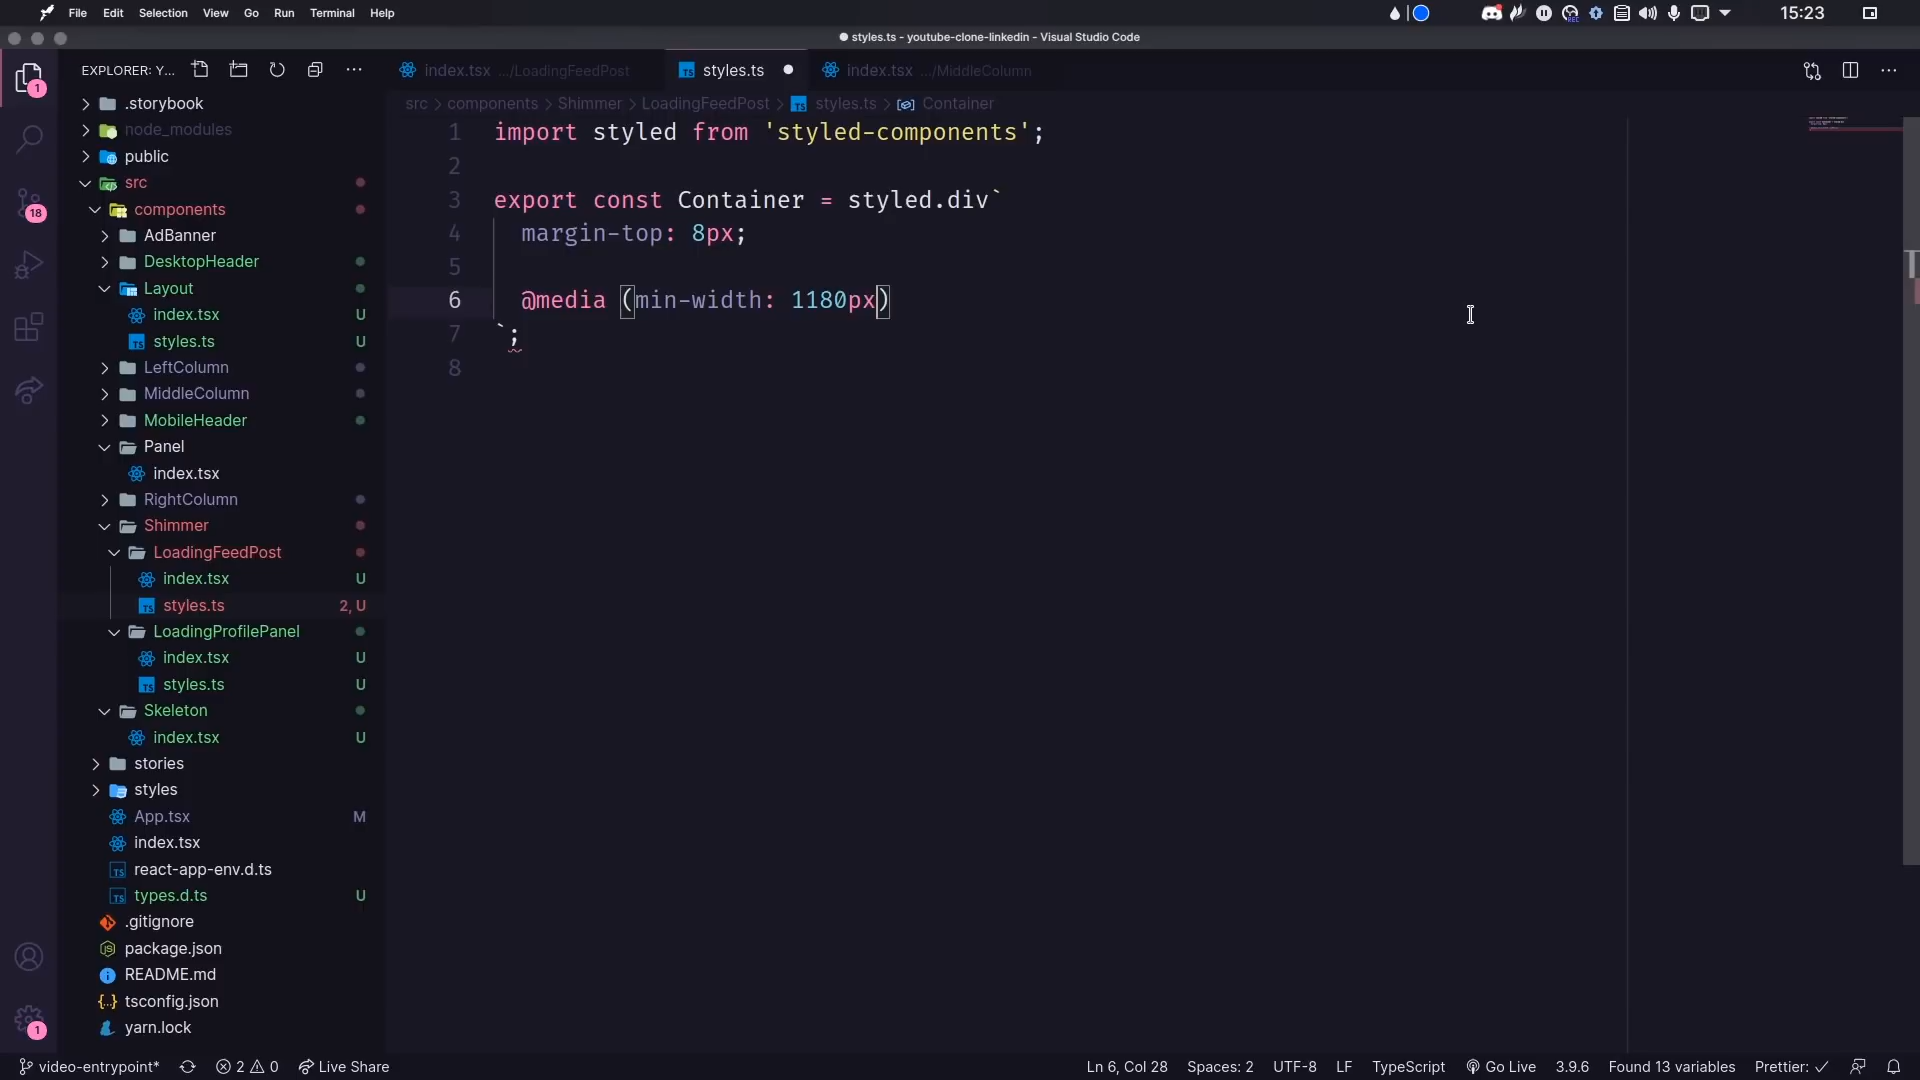 File Edit Selection View Go Run Terminal Help 15:23
styles.ts - youtube-clone-linkedin - Visual Studio Code
EXPLORER: Y...
index.tsx .../LoadingFeedPost styles.ts index.tsx .../MiddleColumn
src > components > Shimmer > LoadingFeedPost > styles.ts > Container
.storybook
node_modules
public
src
components
AdBanner
DesktopHeader
Layout
index.tsx U
styles.ts U
LeftColumn
MiddleColumn
MobileHeader
Panel
index.tsx
RightColumn
Shimmer
LoadingFeedPost
index.tsx U
styles.ts 2, U
LoadingProfilePanel
index.tsx U
styles.ts U
Skeleton
index.tsx U
stories
styles
App.tsx M
index.tsx
react-app-env.d.ts
types.d.ts U
.gitignore
package.json
README.md
tsconfig.json
yarn.lock
1
18
1
1 import styled from 'styled-components';
2
3 export const Container = styled.div`
4 margin-top: 8px;
5
6 @media (min-width: 1180px)
7 `;
8
video-entrypoint* 2 0 Live Share Ln 6, Col 28 Spaces: 2 UTF-8 LF TypeScript Go Live 3.9.6 Found 13 variables Prettier: ✓